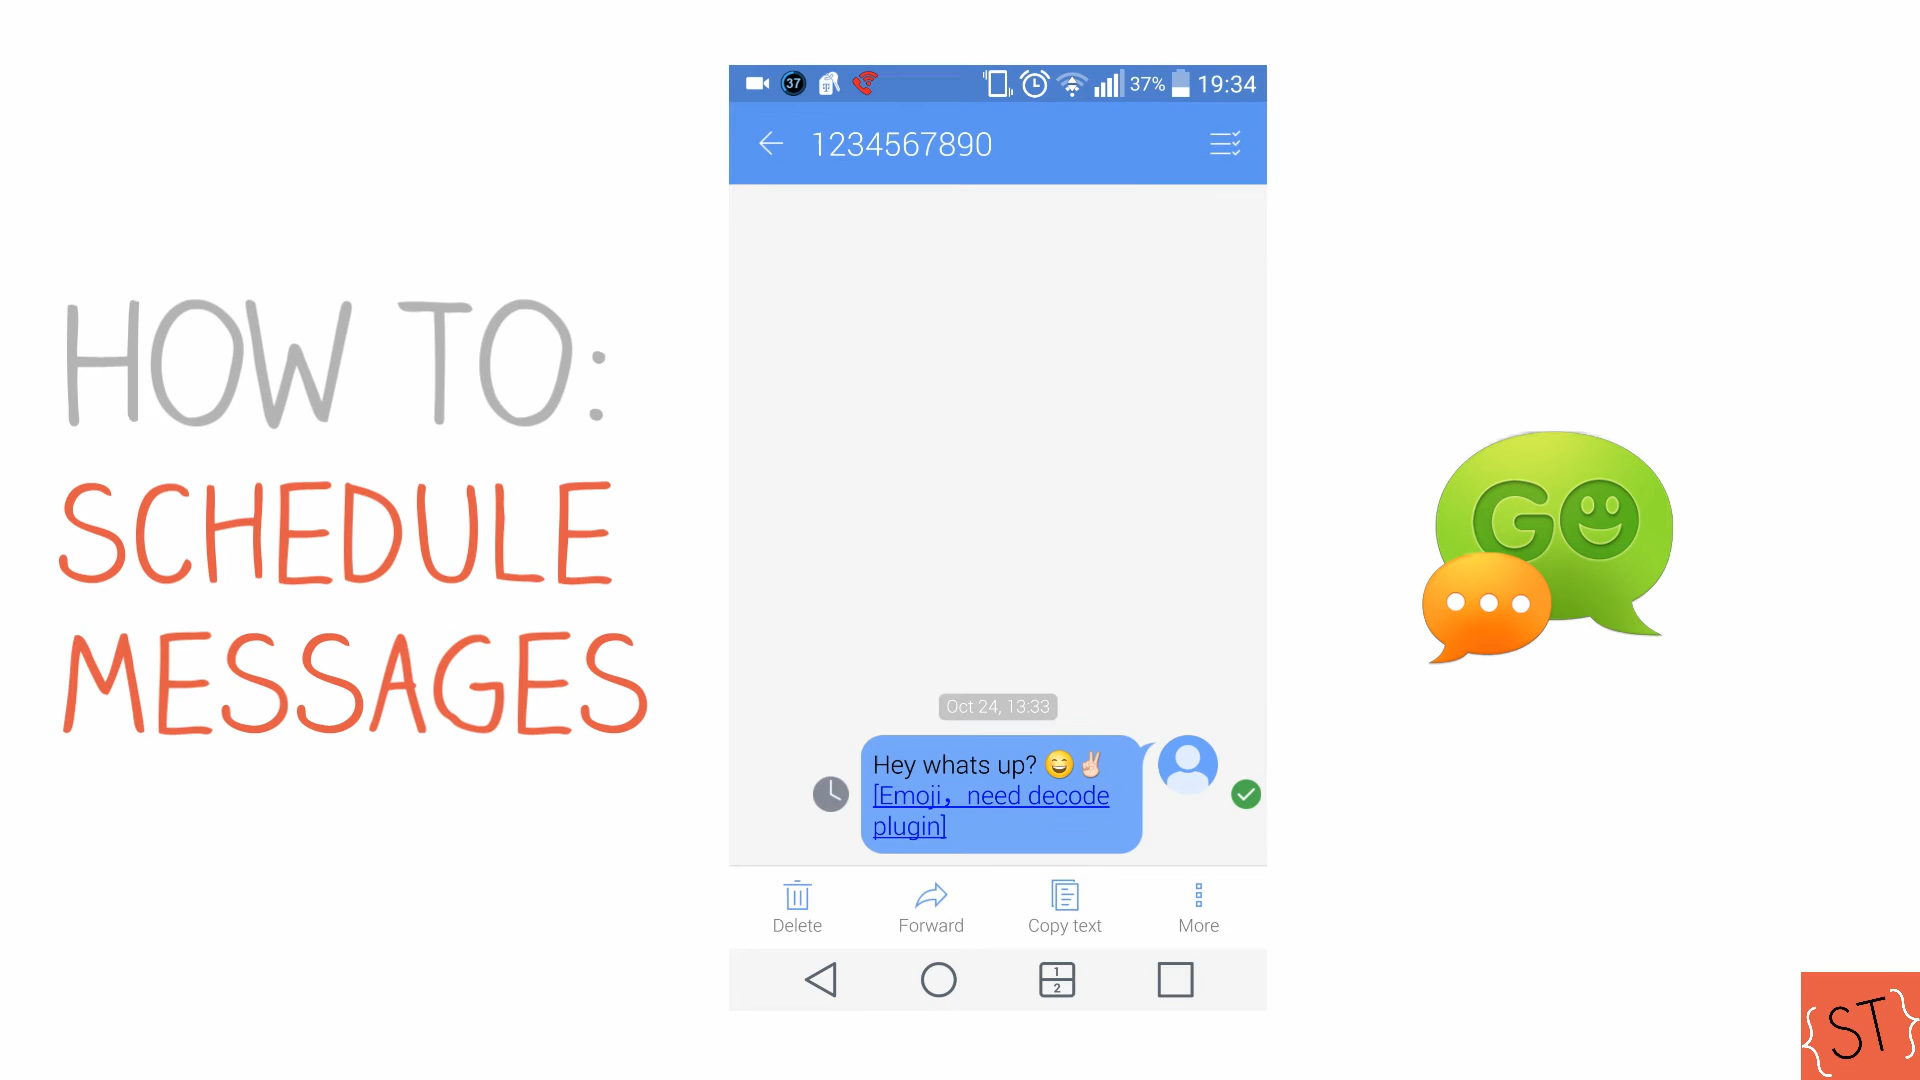 HOW TO:
SCHEDULE
MESSAGES
37 37% 19:34
1234567890
Oct 24, 13:33
Hey whats up? 😄✌🏻
[Emoji，need decode
plugin]
Delete Forward Copy text More
1
2
GO
{ST}